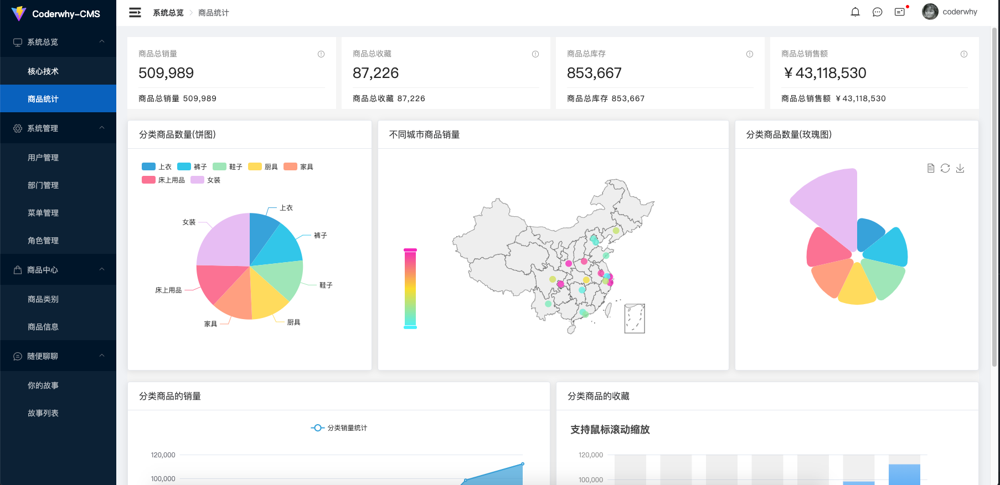 Coderwhy-CMS
系统总览
核心技术
商品统计
系统管理
用户管理
部门管理
菜单管理
角色管理
商品中心
商品类别
商品信息
随便聊聊
你的故事
故事列表
系统总览 商品统计
coderwhy
商品总销量
509,989
商品总销量 509,989
商品总收藏
87,226
商品总收藏 87,226
商品总库存
853,667
商品总库存 853,667
商品总销售额
¥43,118,530
商品总销售额 ¥43,118,530
分类商品数量(饼图)
上衣 裤子 鞋子 厨具 家具
床上用品 女装
上衣
女装
裤子
鞋子
床上用品
家具
厨具
不同城市商品销量
分类商品数量(玫瑰图)
分类商品的销量
分类销量统计
120,000
100,000
分类商品的收藏
支持鼠标滚动缩放
120,000
100,000